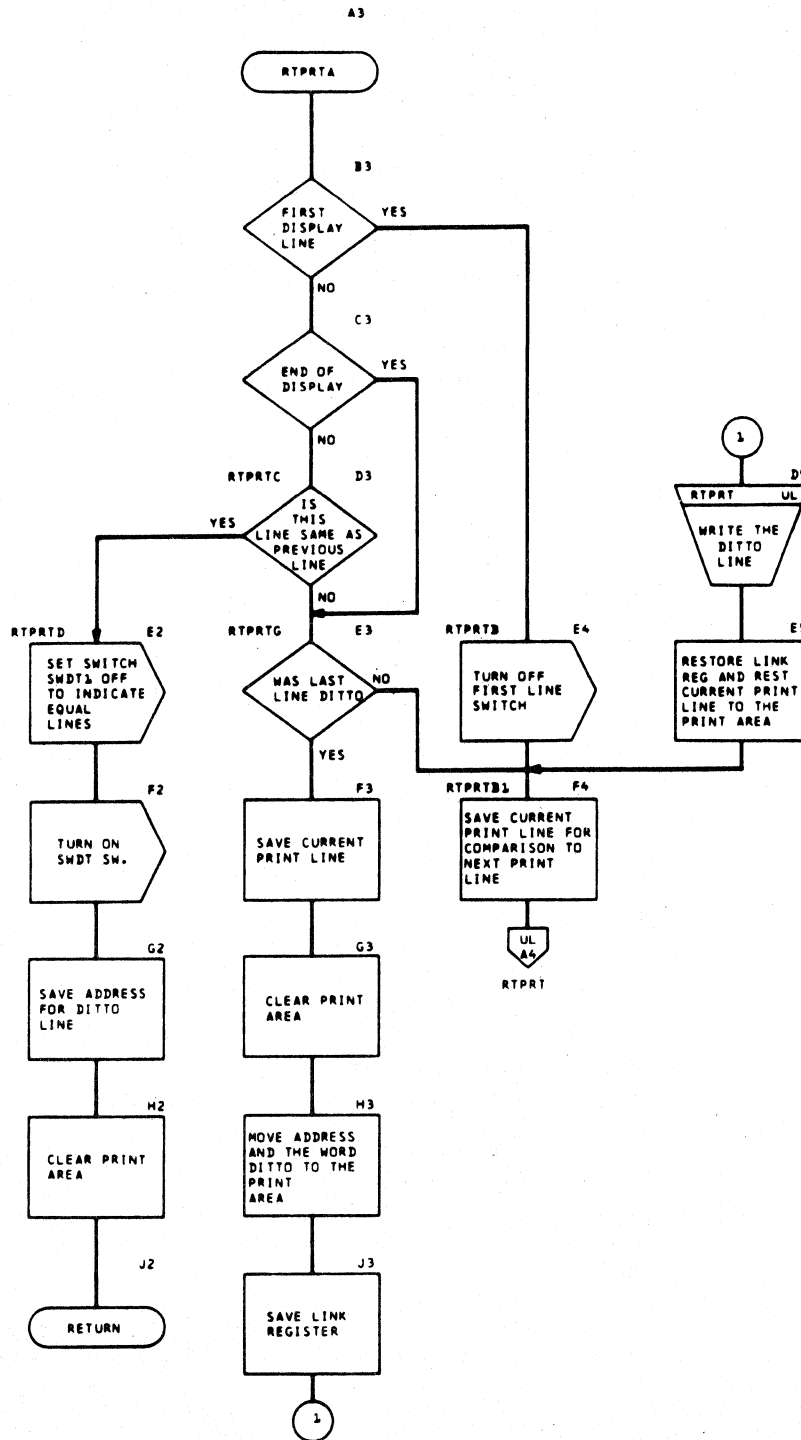 A3
RTPRTA
B3
FIRST
DISPLAY
LINE
YES
NO
C3
END OF
DISPLAY
YES
NO
RTPRTC
D3
IS
THIS
LINE SAME AS
PREVIOUS
LINE
YES
NO
1
RTPRT UL
WRITE THE
DITTO
LINE
RTPRTD
E2
SET SWITCH
SWDT1 OFF
TO INDICATE
EQUAL
LINES
RTPRTG
E3
WAS LAST
LINE DITTO
NO
YES
RTPRTB
E4
TURN OFF
FIRST LINE
SWITCH
RESTORE LINK
REG AND REST
CURRENT PRINT
LINE TO THE
PRINT AREA
F2
TURN ON
SWDT SW.
F3
SAVE CURRENT
PRINT LINE
RTPRTB1
F4
SAVE CURRENT
PRINT LINE FOR
COMPARISON TO
NEXT PRINT
LINE
G2
SAVE ADDRESS
FOR DITTO
LINE
G3
CLEAR PRINT
AREA
UL
A4
RTPRT
H2
CLEAR PRINT
AREA
H3
MOVE ADDRESS
AND THE WORD
DITTO TO THE
PRINT
AREA
J2
RETURN
J3
SAVE LINK
REGISTER
1